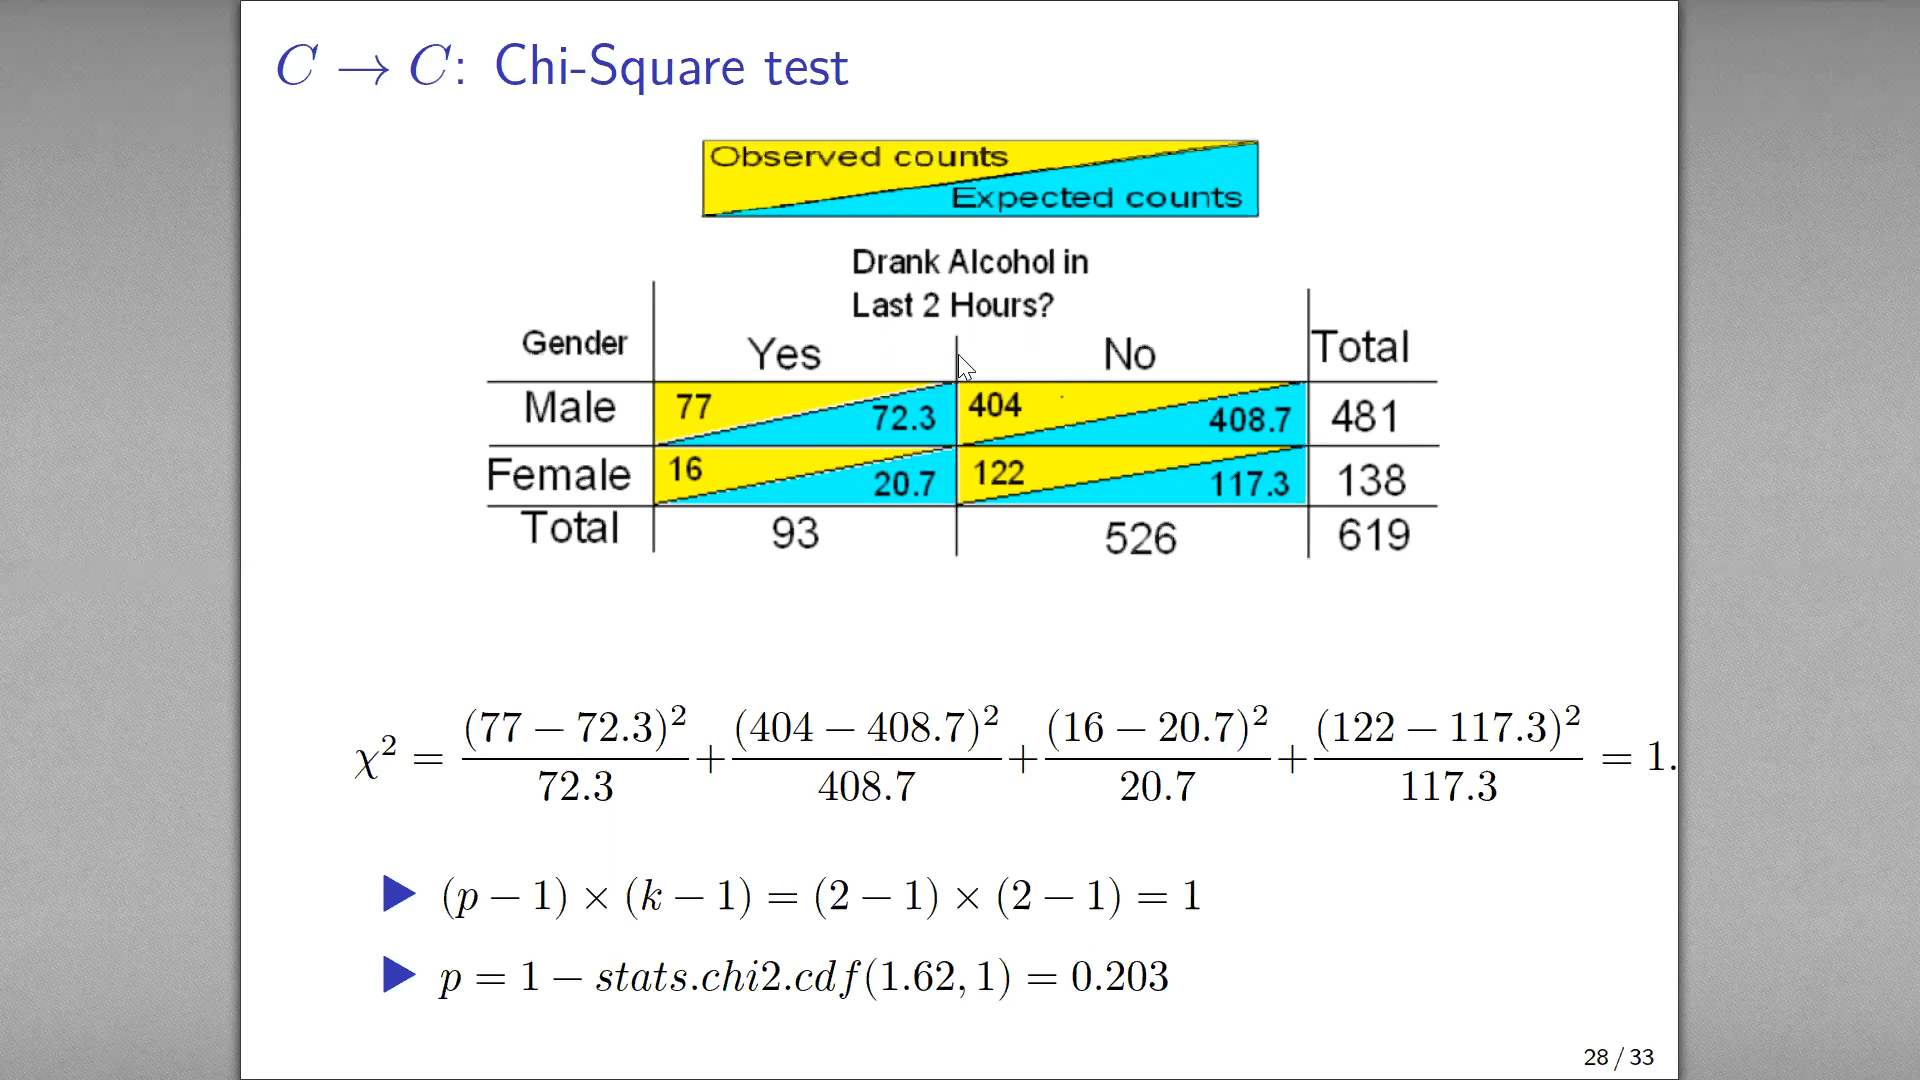 C → C: Chi-Square test
Observed counts
Expected counts
Drank Alcohol in
Last 2 Hours?
Gender Yes No Total
Male 77 72.3 404 408.7 481
Female 16 20.7 122 117.3 138
Total 93 526 619
χ² = (77 − 72.3)²/72.3 + (404 − 408.7)²/408.7 + (16 − 20.7)²/20.7 + (122 − 117.3)²/117.3 = 1.
(p − 1) × (k − 1) = (2 − 1) × (2 − 1) = 1
p = 1 − stats.chi2.cdf(1.62, 1) = 0.203
28 / 33